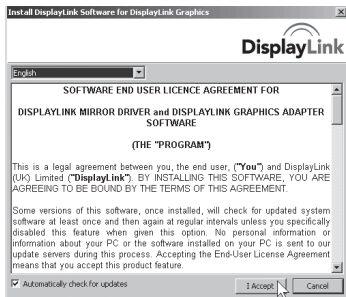 Install DisplayLink Software for DisplayLink Graphics
DisplayLink
English
SOFTWARE END USER LICENCE AGREEMENT FOR
DISPLAYLINK MIRROR DRIVER and DISPLAYLINK GRAPHICS ADAPTER
SOFTWARE
(THE "PROGRAM")
This is a legal agreement between you, the end user, ("You") and DisplayLink
(UK) Limited ("DisplayLink"). BY INSTALLING THIS SOFTWARE, YOU ARE
AGREEING TO BE BOUND BY THE TERMS OF THIS AGREEMENT.
Some versions of this software, once installed, will check for updated system
software at least once and then again at regular intervals unless you specifically
disabled this feature when given this option. No personal information or
information about your PC or the software installed on your PC is sent to our
update servers during this process. Accepting the End-User License Agreement
means that you accept this product feature.
Automatically check for updates
I Accept
Cancel